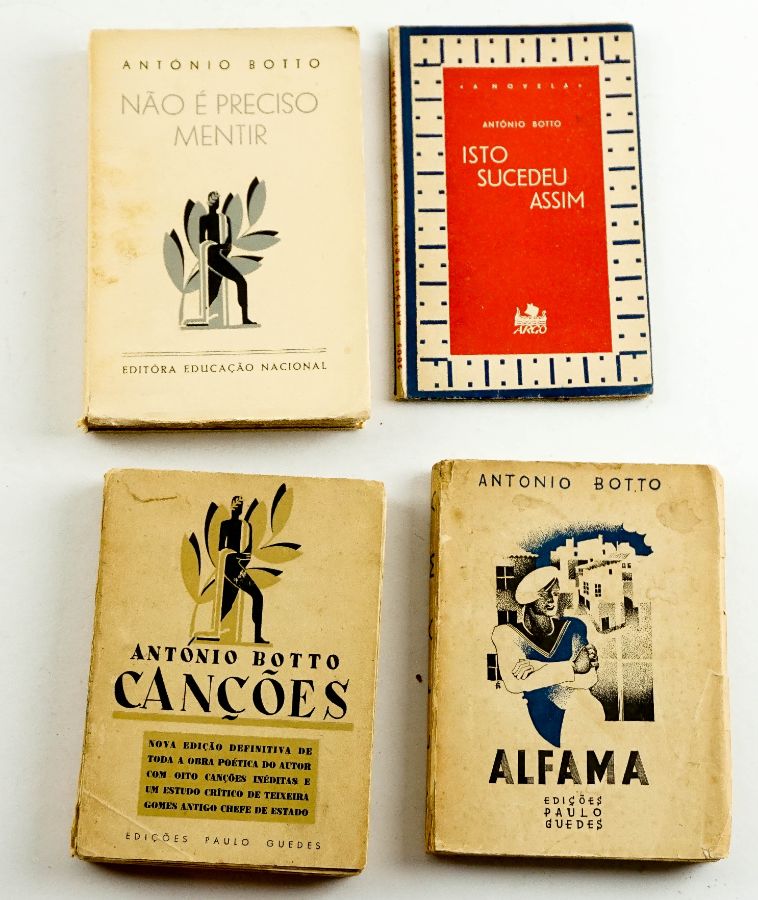 ANTÓNIO BOTTO
NÃO É PRECISO
MENTIR
EDITÔRA EDUCAÇÃO NACIONAL
«A NOVELA»
ANTÓNIO BOTTO
ISTO
SUCEDEU
ASSIM
ARGO
ANTONIO BOTTO
CANÇÕES
NOVA EDIÇÃO DEFINITIVA DE
TODA A OBRA POÉTICA DO AUTOR
COM OITO CANÇÕES INÉDITAS E
UM ESTUDO CRÍTICO DE TEIXEIRA
GOMES ANTIGO CHEFE DE ESTADO
EDIÇÕES PAULO GUEDES
ANTONIO BOTTO
ALFAMA
EDIÇÕES
PAULO
GUEDES